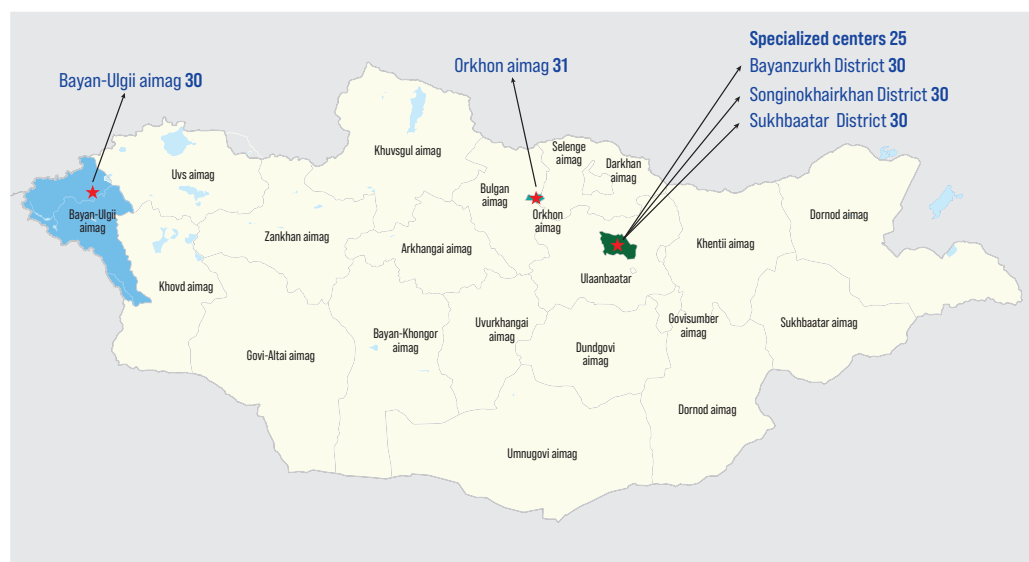 Specialized centers 25
Bayan-Ulgii aimag 30
Orkhon aimag 31
Bayanzurkh District 30
Songinokhairkhan District 30
Sukhbaatar District 30
Khuvsgul aimag
Selenge
aimag
Darkhan
aimag
Uvs aimag
Bulgan
aimag
Bayan-Ulgii
aimag
Orkhon
aimag
Dornod aimag
Zankhan aimag
Arkhangai aimag
Khentii aimag
Ulaanbaatar
Khovd aimag
Uvurkhangai
aimag
Govisumber
aimag
Sukhbaatar aimag
Bayan-Khongor
aimag
Govi-Altai aimag
Dundgovi
aimag
Dornod aimag
Umnugovi aimag